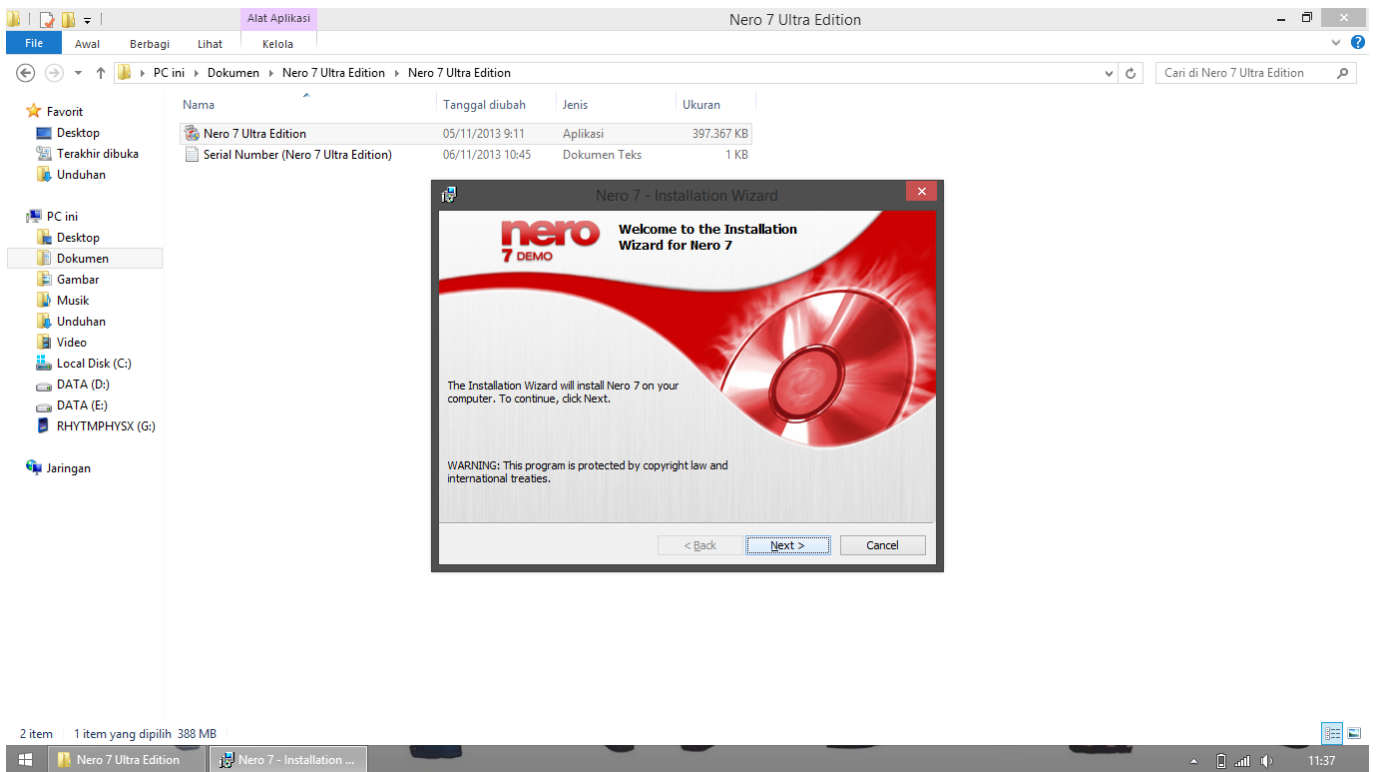 Alat Aplikasi
Nero 7 Ultra Edition
File Awal Berbagi Lihat Kelola
PC ini Dokumen Nero 7 Ultra Edition Nero 7 Ultra Edition
Cari di Nero 7 Ultra Edition
Favorit
Desktop
Terakhir dibuka
Unduhan
PC ini
Desktop
Dokumen
Gambar
Musik
Unduhan
Video
Local Disk (C:)
DATA (D:)
DATA (E:)
RHYTMPHYSX (G:)
Jaringan
Nama Tanggal diubah Jenis Ukuran
Nero 7 Ultra Edition 05/11/2013 9:11 Aplikasi 397.367 KB
Serial Number (Nero 7 Ultra Edition) 06/11/2013 10:45 Dokumen Teks 1 KB
Nero 7 - Installation Wizard
nero
7 DEMO
Welcome to the Installation
Wizard for Nero 7
The Installation Wizard will install Nero 7 on your
computer. To continue, click Next.
WARNING: This program is protected by copyright law and
international treaties.
< Back Next > Cancel
2 item 1 item yang dipilih 388 MB
Nero 7 Ultra Edition Nero 7 - Installation ... 11:37